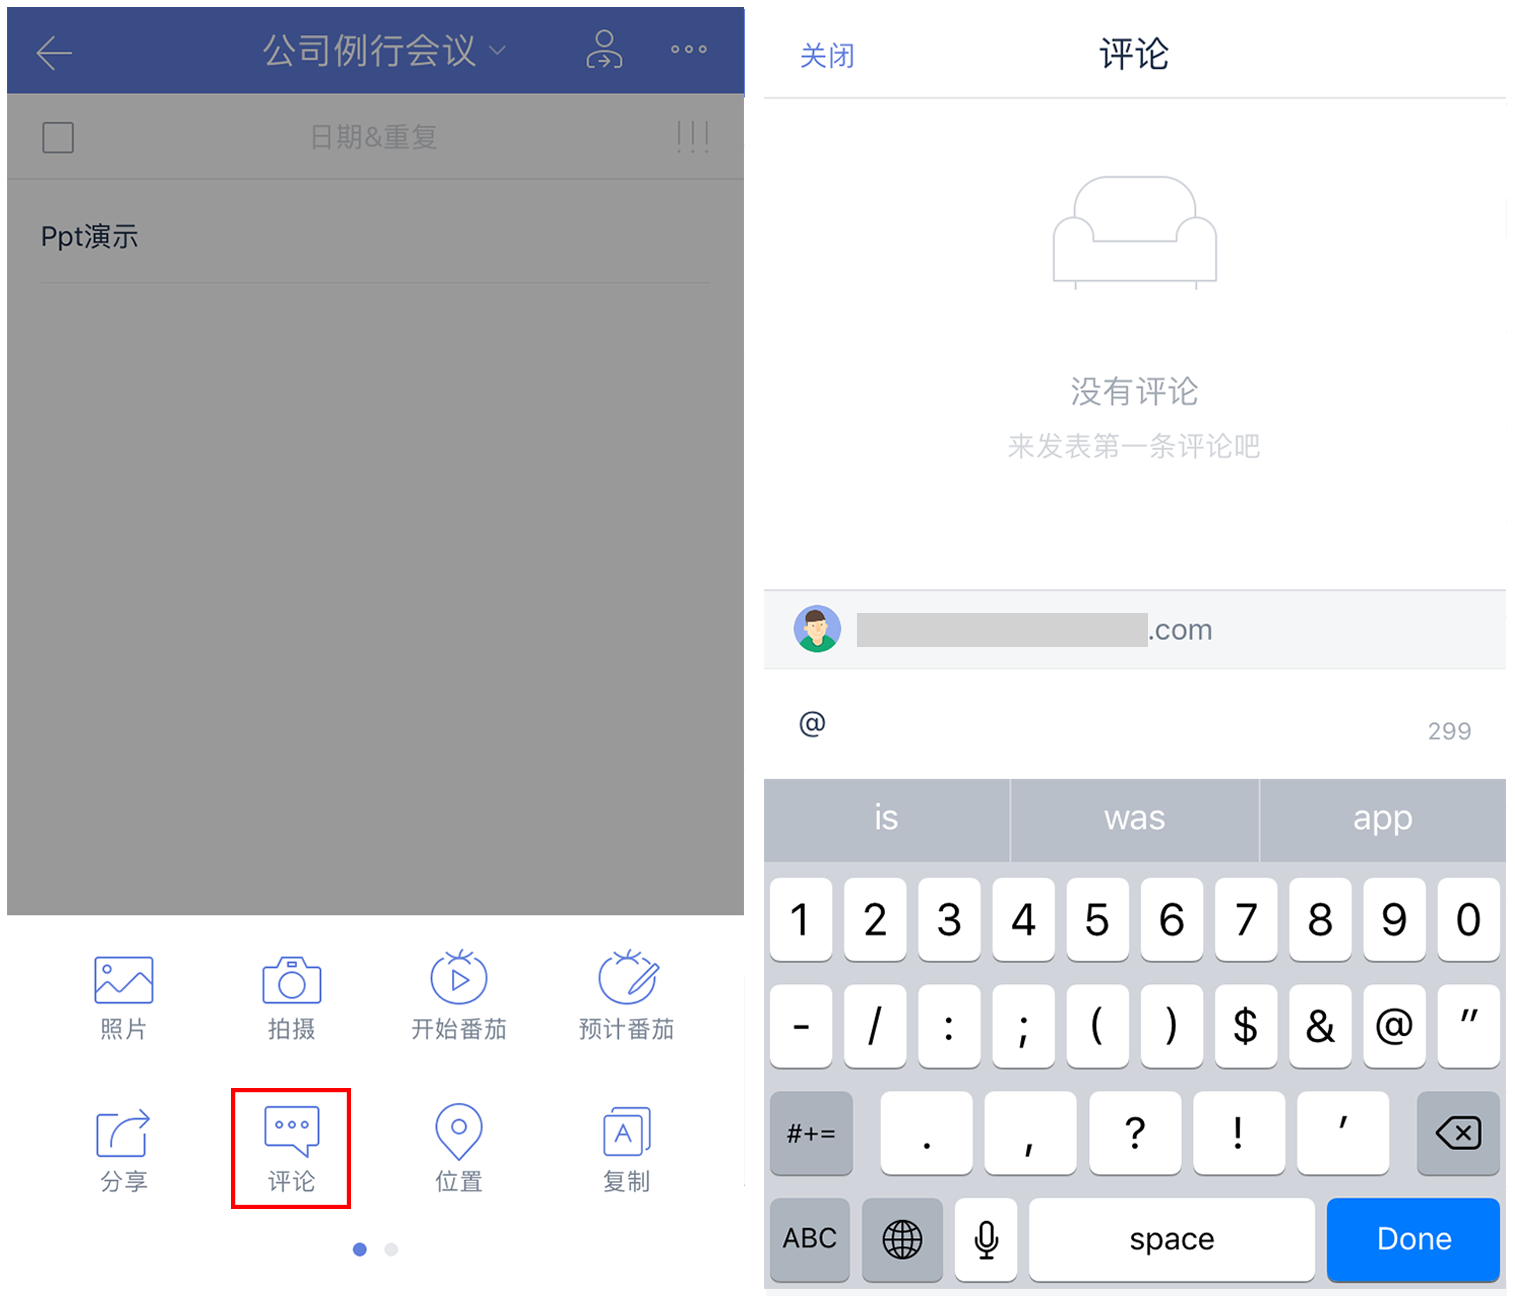 公司例行会议
日期&重复
Ppt演示
照片
拍摄
开始番茄
预计番茄
分享
评论
位置
A
复制
关闭
评论
没有评论
来发表第一条评论吧
.com
@
299
is was app
1 2 3 4 5 6 7 8 9 0
- / : ; ( ) $ & @ "
#+= . , ? ! '
ABC space Done